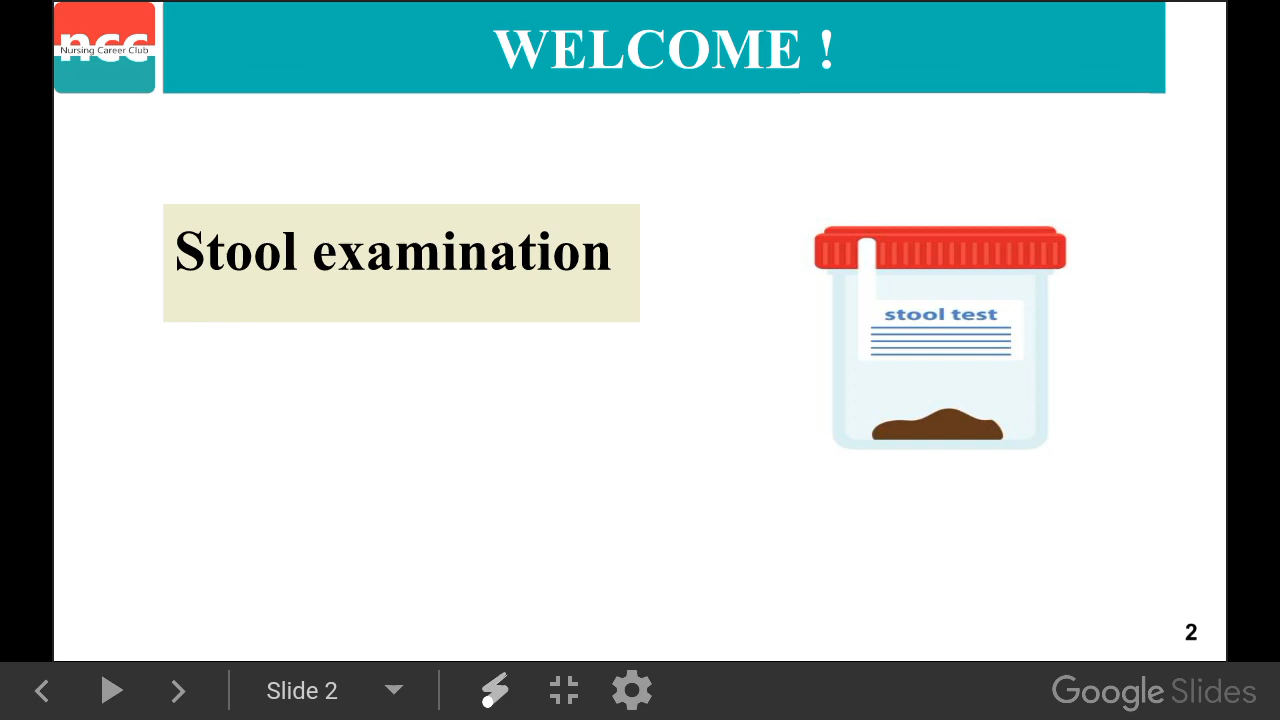 ncc
Nursing Career Club
WELCOME !
Stool examination
stool test
2
Slide 2
Google Slides